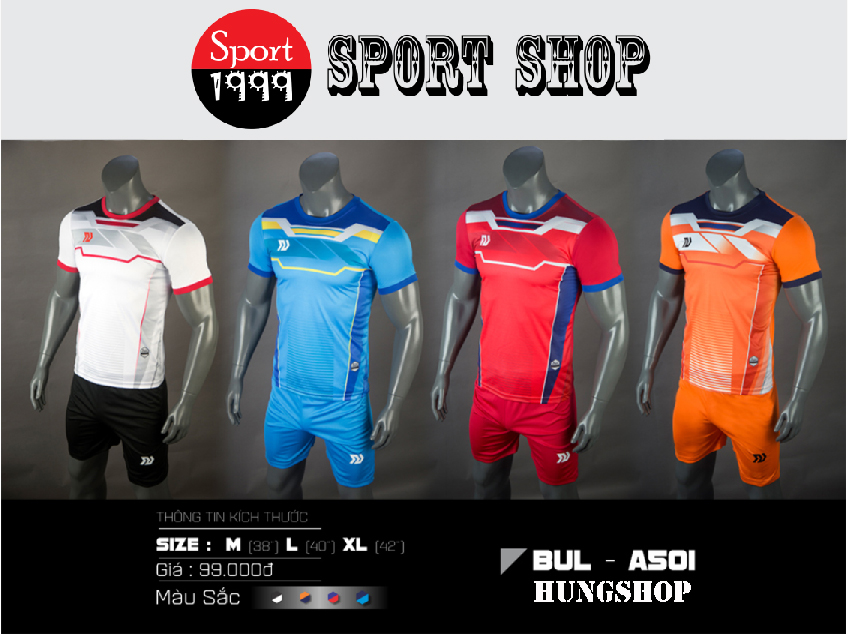 Sport
1999
SPORT SHOP
THÔNG TIN KÍCH THƯỚC
SIZE : M (38") L (40") XL (42")
Giá : 99.000đ
Màu Sắc
BUL - A501
HUNGSHOP